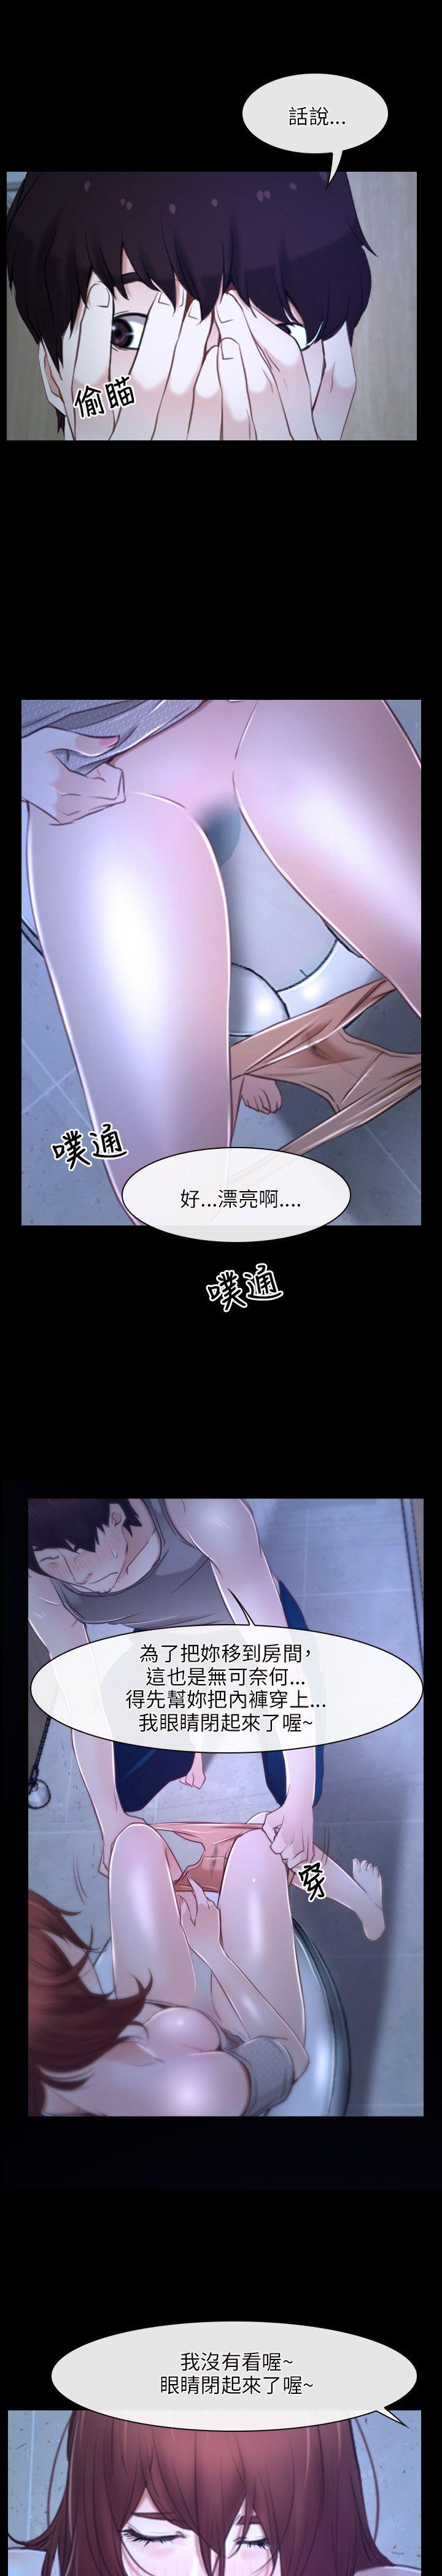 話說...
偷瞄
噗通
好...漂亮啊....
噗通
為了把妳移到房間，
這也是無可奈何...
得先幫妳把內褲穿上...
我眼睛閉起來了喔~
穿
我沒有看喔~
眼睛閉起來了喔~